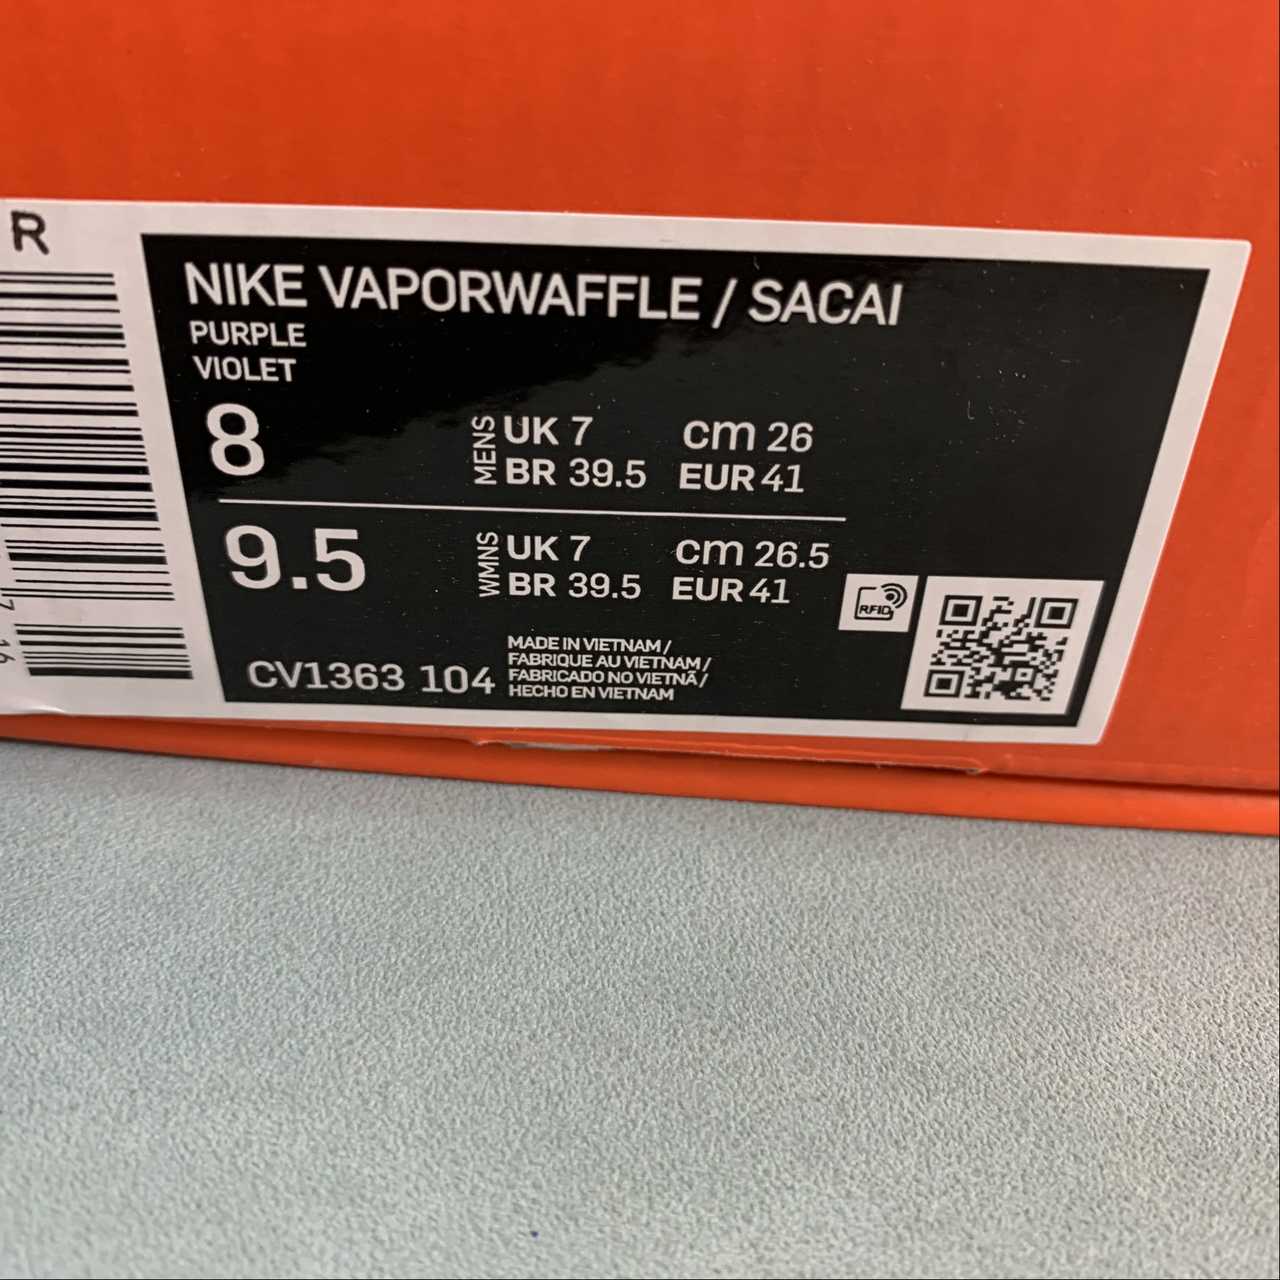 R
NIKE VAPORWAFFLE / SACAI
PURPLE
VIOLET
8
MENS
UK 7 cm 26
BR 39.5 EUR 41
9.5
WMNS
UK 7 cm 26.5
BR 39.5 EUR 41
RFID
CV1363 104
MADE IN VIETNAM /
FABRIQUE AU VIETNAM /
FABRICADO NO VIETNÃ /
HECHO EN VIETNAM